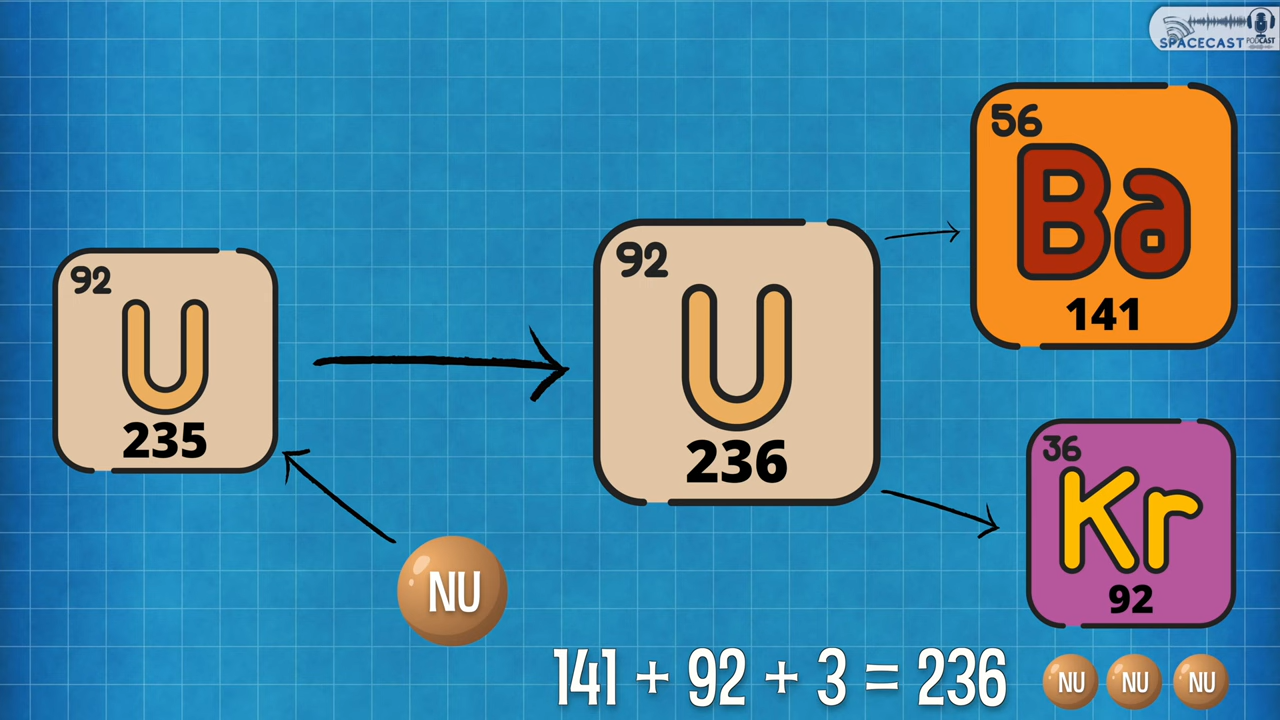 SPACECAST PODCAST
92
U
235
NU
92
U
236
56
Ba
141
36
Kr
92
141 + 92 + 3 = 236
NU NU NU